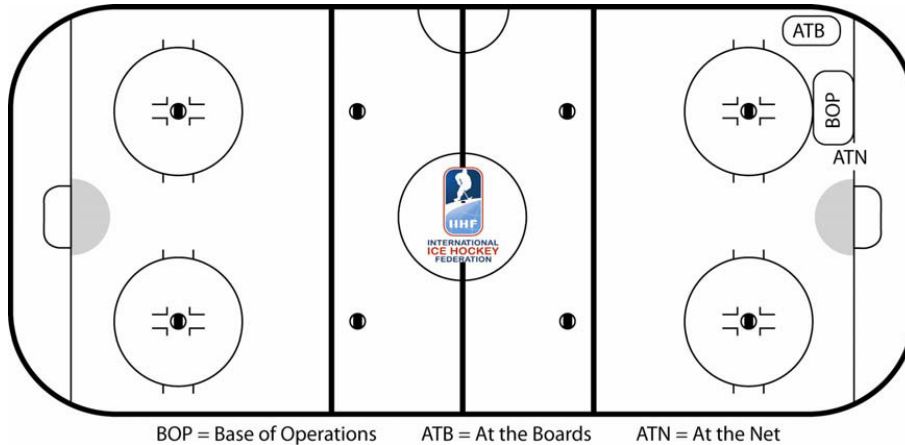 ATB
BOP
ATN
IIHF
INTERNATIONAL
ICE HOCKEY
FEDERATION
BOP = Base of Operations ATB = At the Boards ATN = At the Net